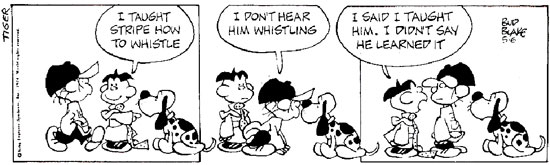 TIGER
I TAUGHT
STRIPE HOW
TO WHISTLE
I DON'T HEAR
HIM WHISTLING
I SAID I TAUGHT
HIM. I DIDN'T SAY
HE LEARNED IT
BUD
BLAKE
5-6